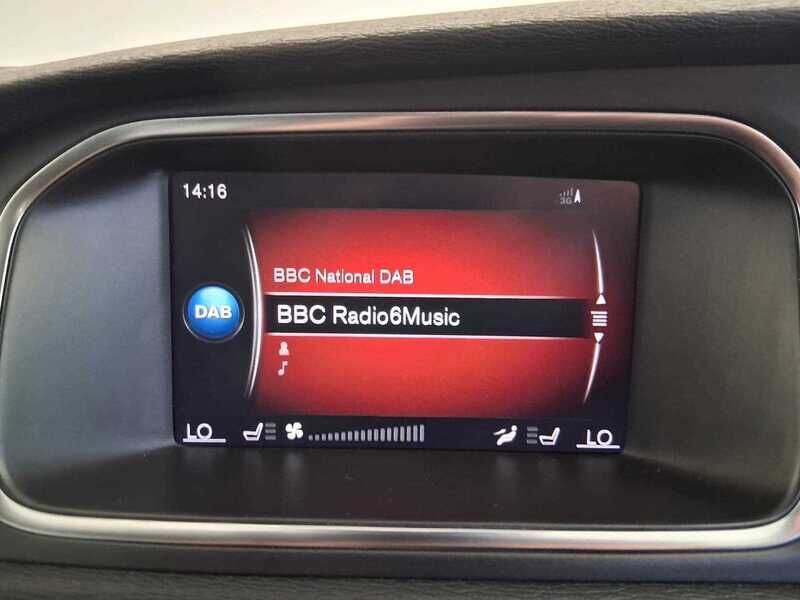 14:16
3G
BBC National DAB
DAB
BBC Radio6Music
LO
LO